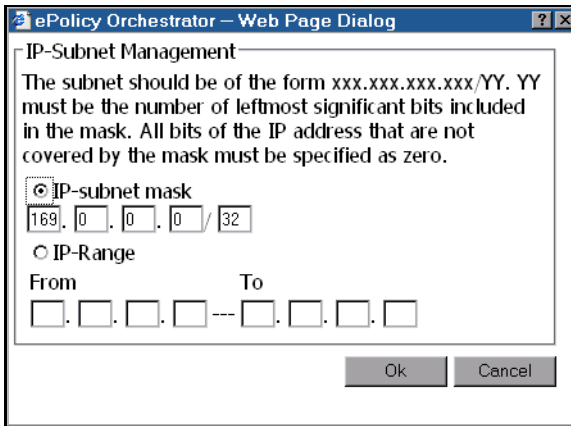 ePolicy Orchestrator — Web Page Dialog
IP-Subnet Management
The subnet should be of the form xxx.xxx.xxx.xxx/YY. YY
must be the number of leftmost significant bits included
in the mask. All bits of the IP address that are not
covered by the mask must be specified as zero.
IP-subnet mask
169. 0 . 0 . 0 / 32
IP-Range
From To
. . . --- . . .
Ok Cancel